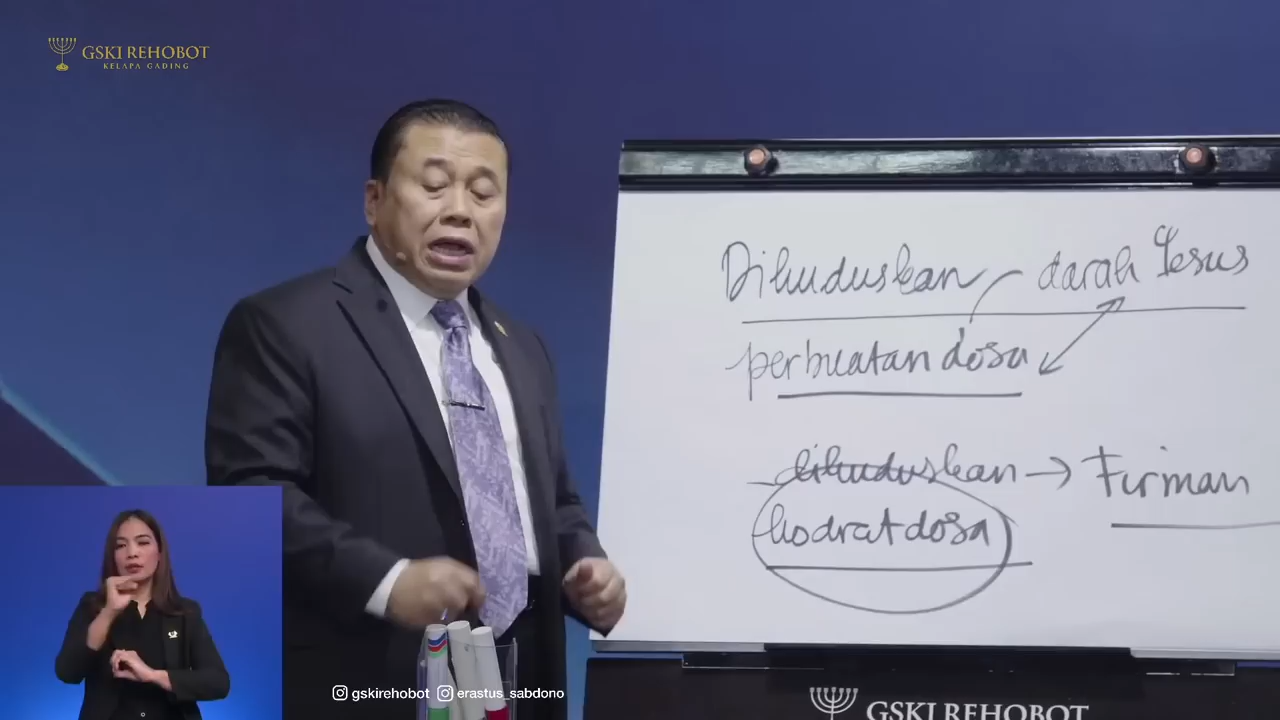 GSKI REHOBOT
KELAPA GADING
Dikuduskan darah Yesus
perbuatan dosa
dikuduskan → Firman
kodrat dosa
gskirehobot erastus_sabdono
GSKI REHOBOT